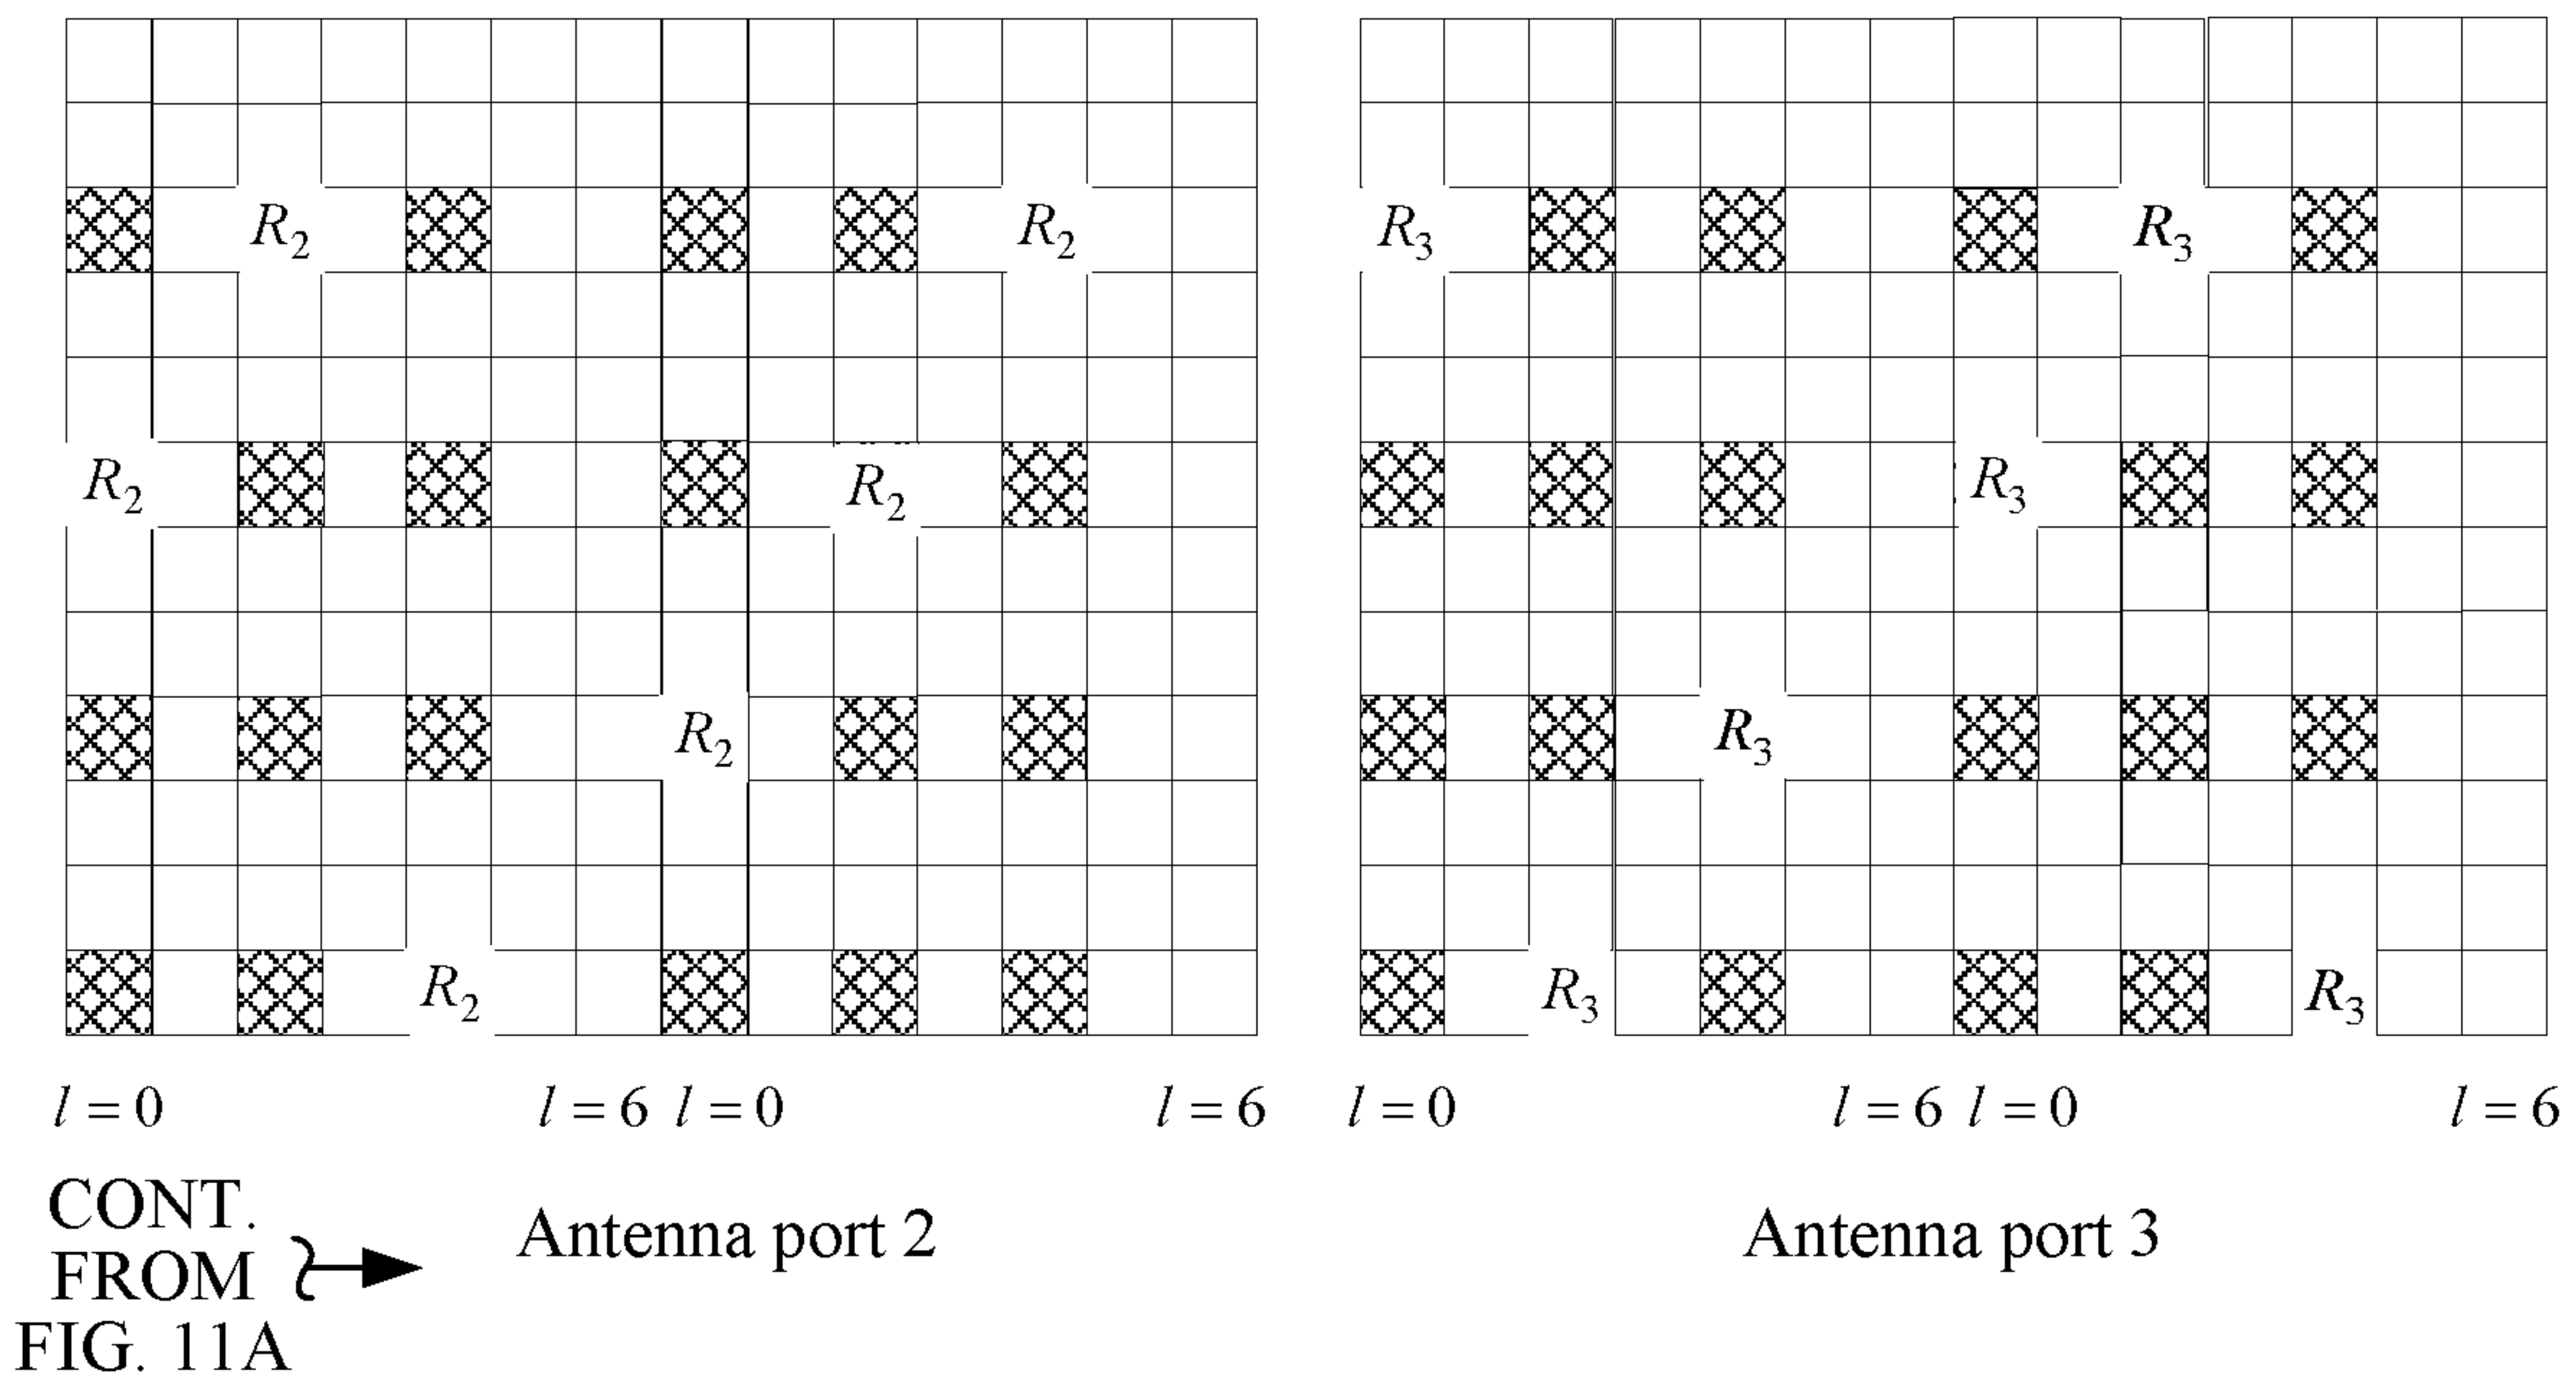 R₂ R₂ R₃ R₃
R₂ R₂ R₃
R₂ R₃
R₂ R₃ R₃
l = 0 l = 6 l = 0 l = 6 l = 0 l = 6 l = 0 l = 6
CONT.
FROM
FIG. 11A
Antenna port 2
Antenna port 3